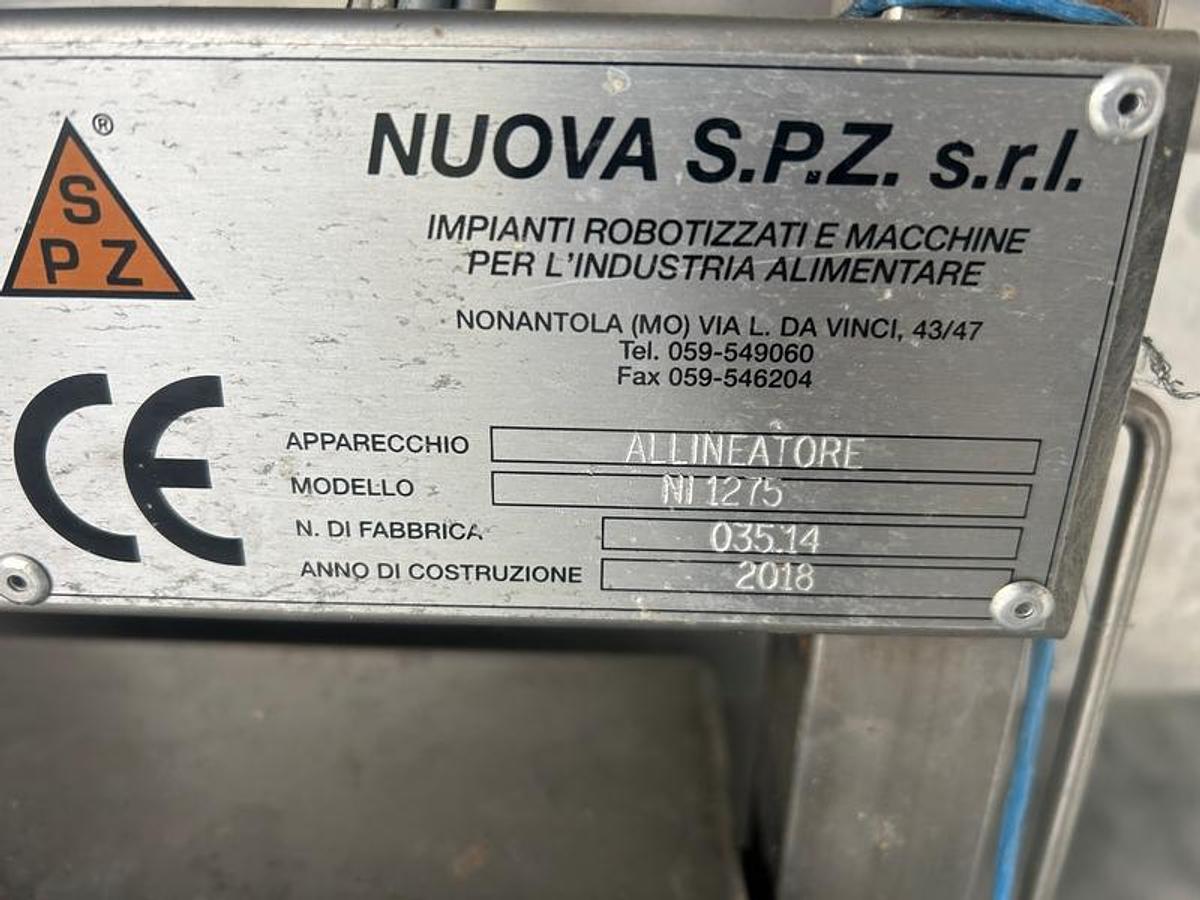 ®
S
P Z
NUOVA S.P.Z. s.r.l.
IMPIANTI ROBOTIZZATI E MACCHINE
PER L'INDUSTRIA ALIMENTARE
NONANTOLA (MO) VIA L. DA VINCI, 43/47
Tel. 059-549060
Fax 059-546204
CE
APPARECCHIO ALLINEATORE
MODELLO NI 1275
N. DI FABBRICA 035.14
ANNO DI COSTRUZIONE 2018